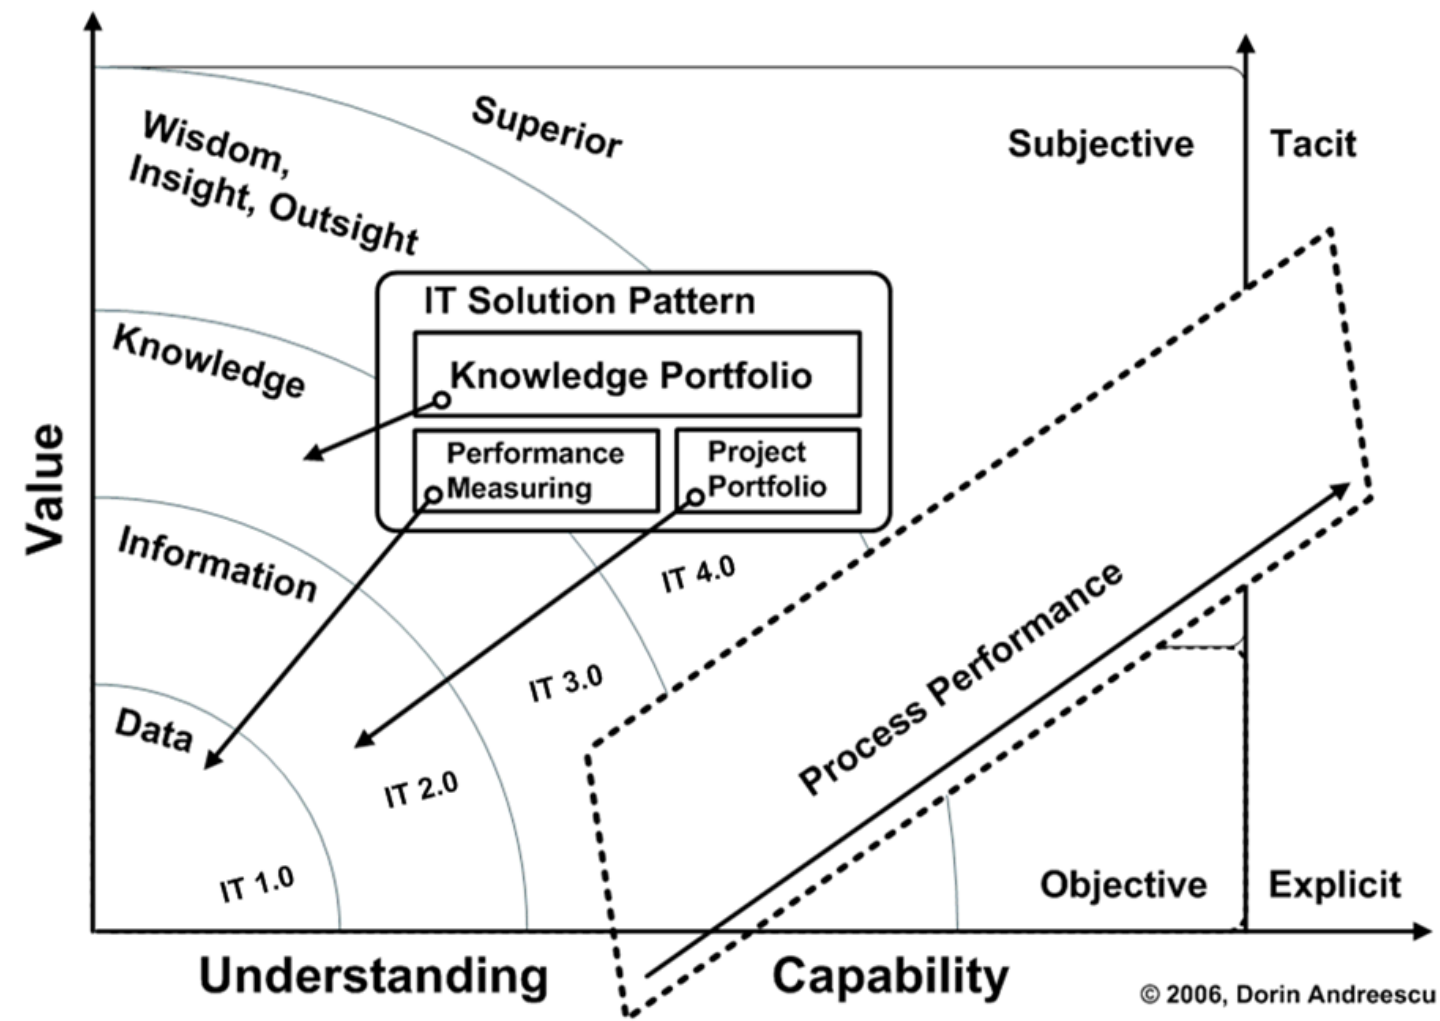 Superior
Wisdom,
Insight, Outsight
Subjective
Tacit
IT Solution Pattern
Knowledge
Knowledge Portfolio
Performance
Measuring
Project
Portfolio
Value
Information
IT 4.0
IT 3.0
Process Performance
Data
IT 2.0
IT 1.0
Objective
Explicit
Understanding
Capability
© 2006, Dorin Andreescu